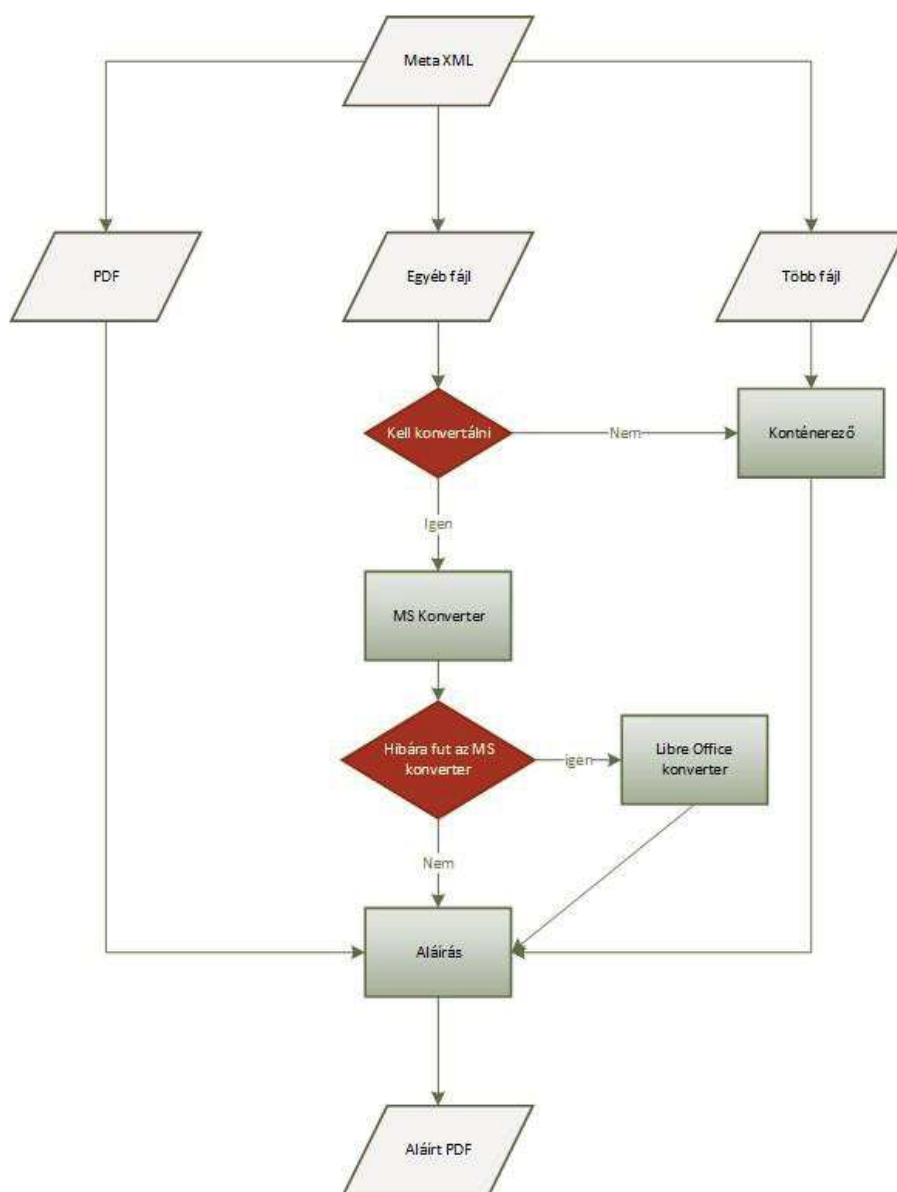 Meta XML
PDF
Egyéb fájl
Több fájl
Kell konvertálni
Nem
Konténerező
Igen
MS Konverter
Hibára fut az MS
konverter
igen
Libre Office
konverter
Nem
Aláírás
Aláírt PDF